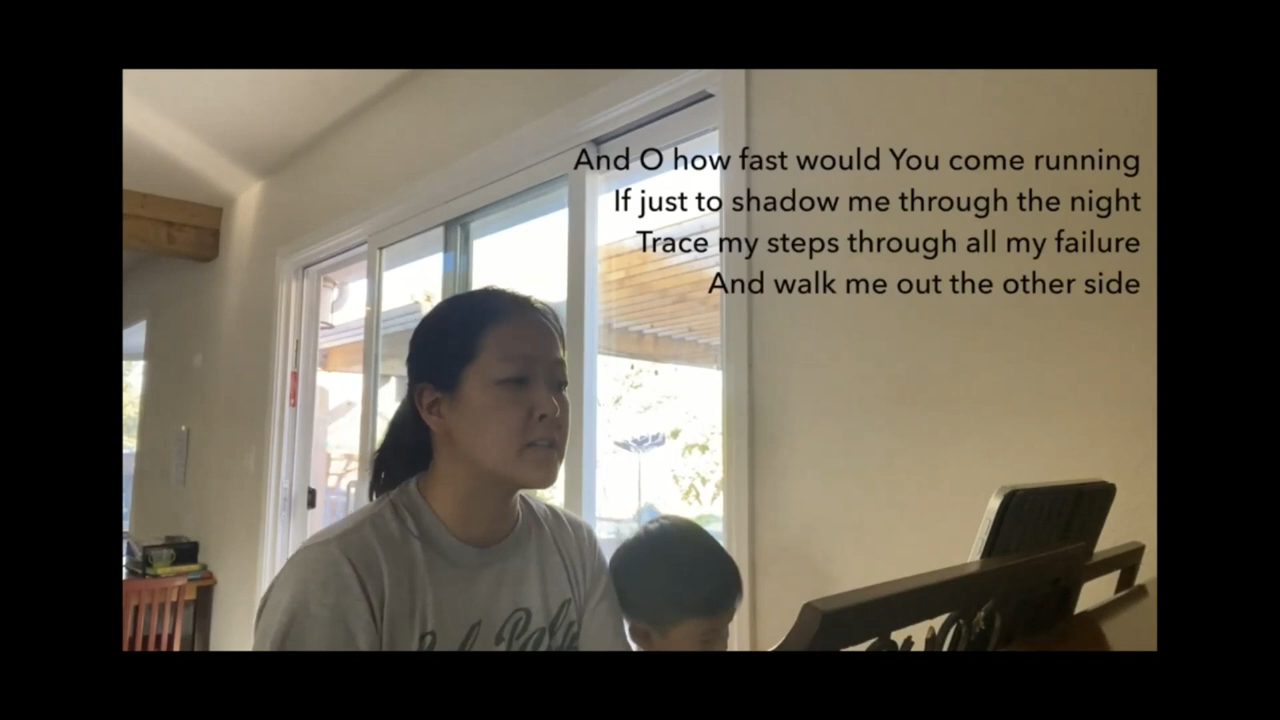 And O how fast would You come running
If just to shadow me through the night
Trace my steps through all my failure
And walk me out the other side